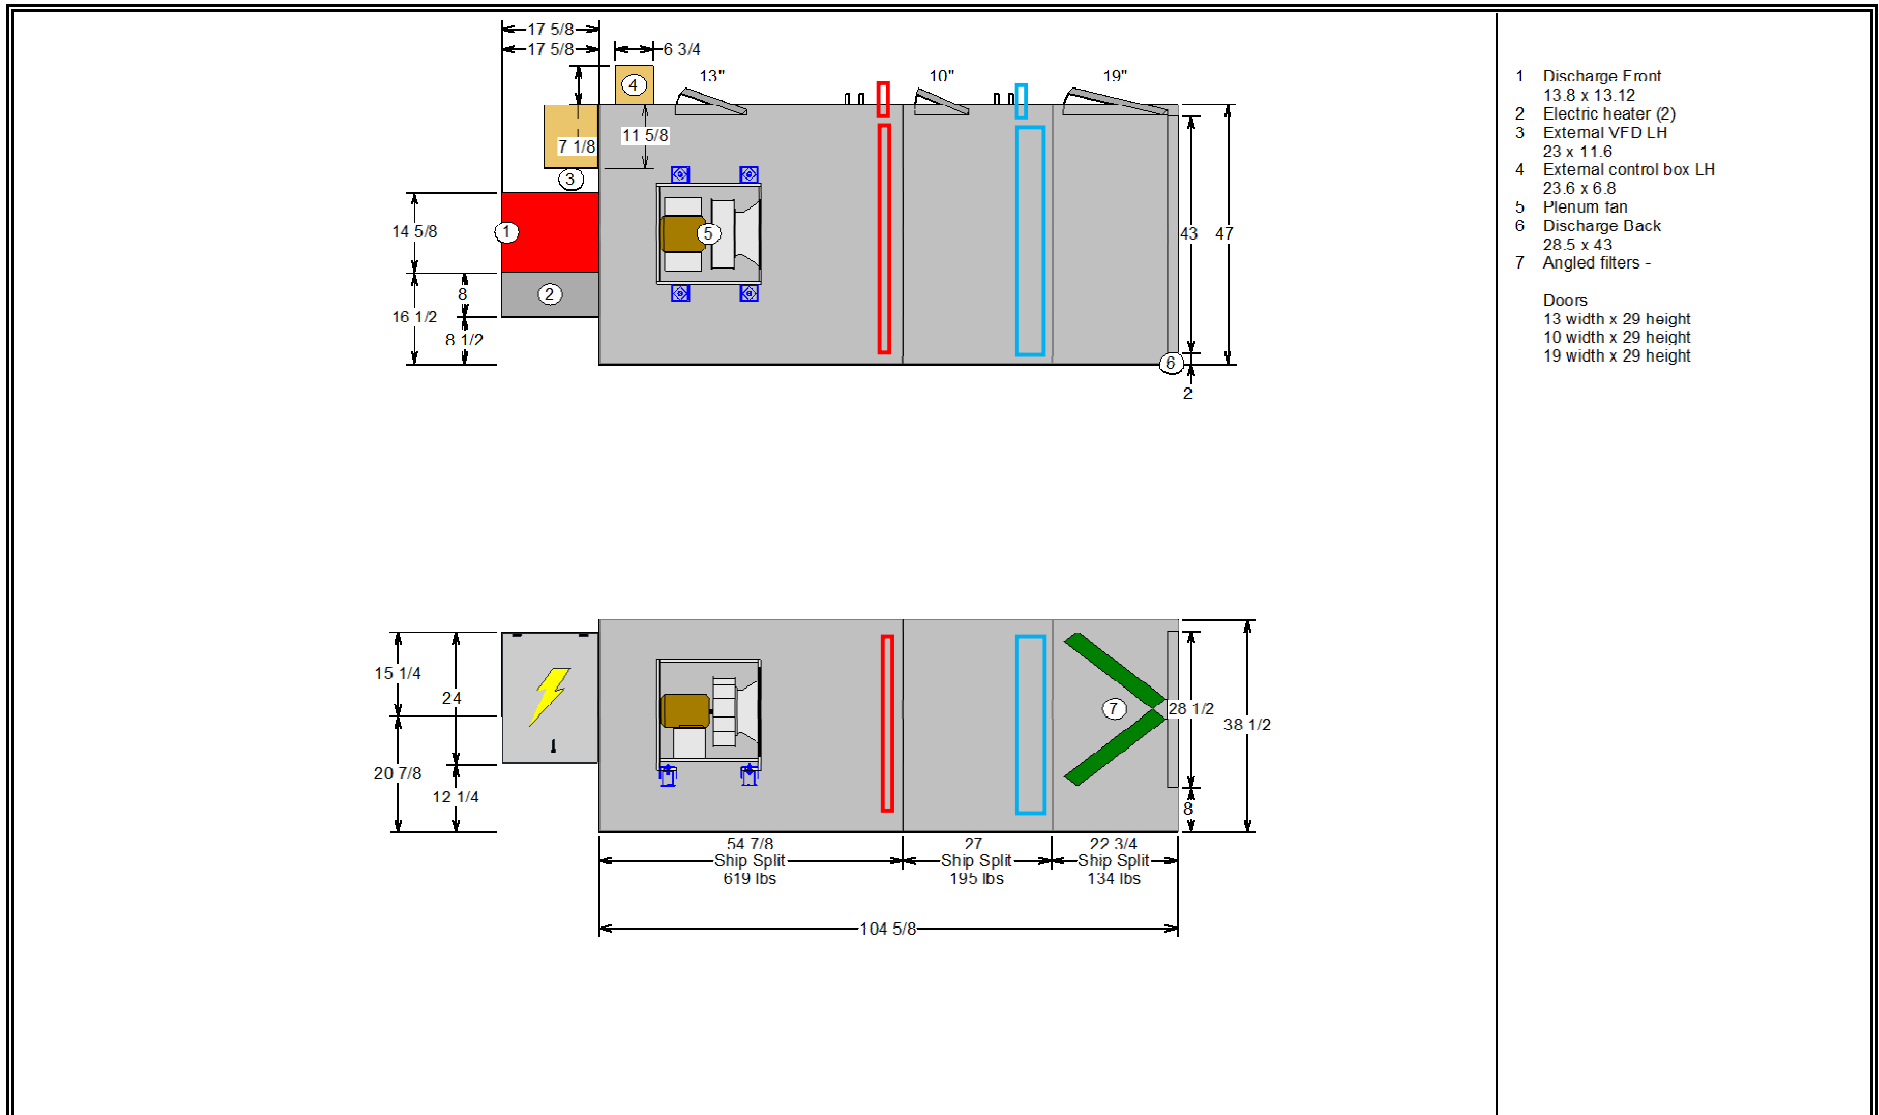 17 5/8
17 5/8
6 3/4
4
13"
10"
19"
11 5/8
7 1/8
3
14 5/8
1
5
43
47
8
2
16 1/2
8 1/2
6
2
1 Discharge Front
13.8 x 13.12
2 Electric heater (2)
3 External VFD LH
23 x 11.6
4 External control box LH
23.6 x 6.8
5 Plenum fan
6 Discharge Back
28.5 x 43
7 Angled filters -
Doors
13 width x 29 height
10 width x 29 height
19 width x 29 height
15 1/4
24
7
28 1/2
38 1/2
20 7/8
12 1/4
8
54 7/8
Ship Split
619 lbs
27
Ship Split
195 lbs
22 3/4
Ship Split
134 lbs
104 5/8